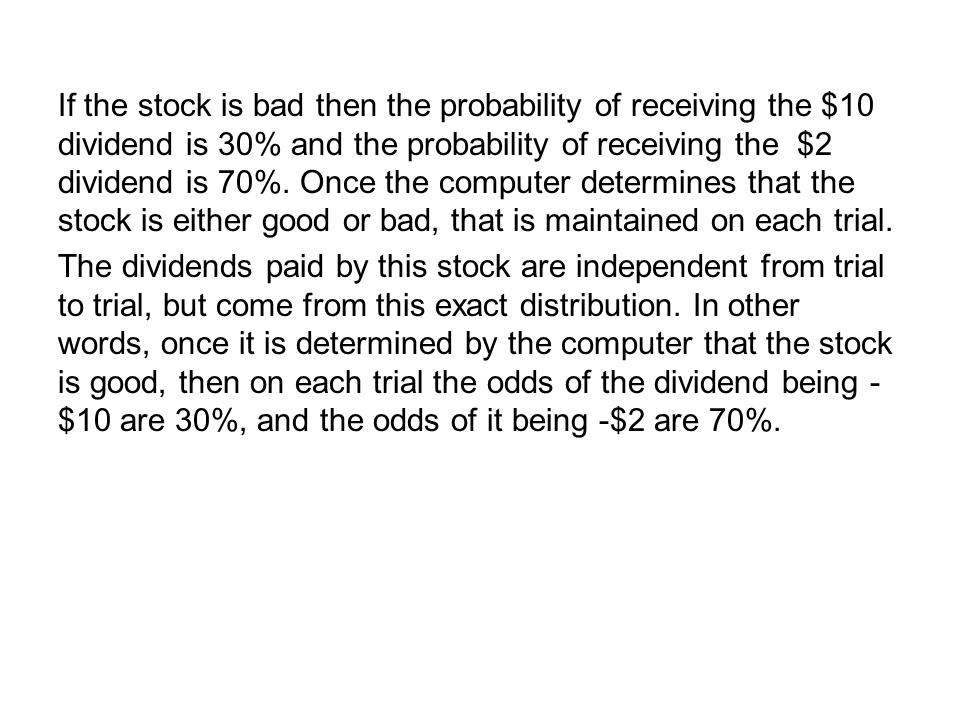 If the stock is bad then the probability of receiving the $10
dividend is 30% and the probability of receiving the  $2
dividend is 70%. Once the computer determines that the
stock is either good or bad, that is maintained on each trial.
The dividends paid by this stock are independent from trial
to trial, but come from this exact distribution. In other
words, once it is determined by the computer that the stock
is good, then on each trial the odds of the dividend being -
$10 are 30%, and the odds of it being -$2 are 70%.